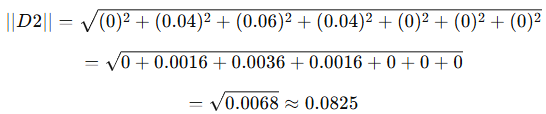 ||D2|| = √(0)² + (0.04)² + (0.06)² + (0.04)² + (0)² + (0)² + (0)²
= √0 + 0.0016 + 0.0036 + 0.0016 + 0 + 0 + 0
= √0.0068 ≈ 0.0825